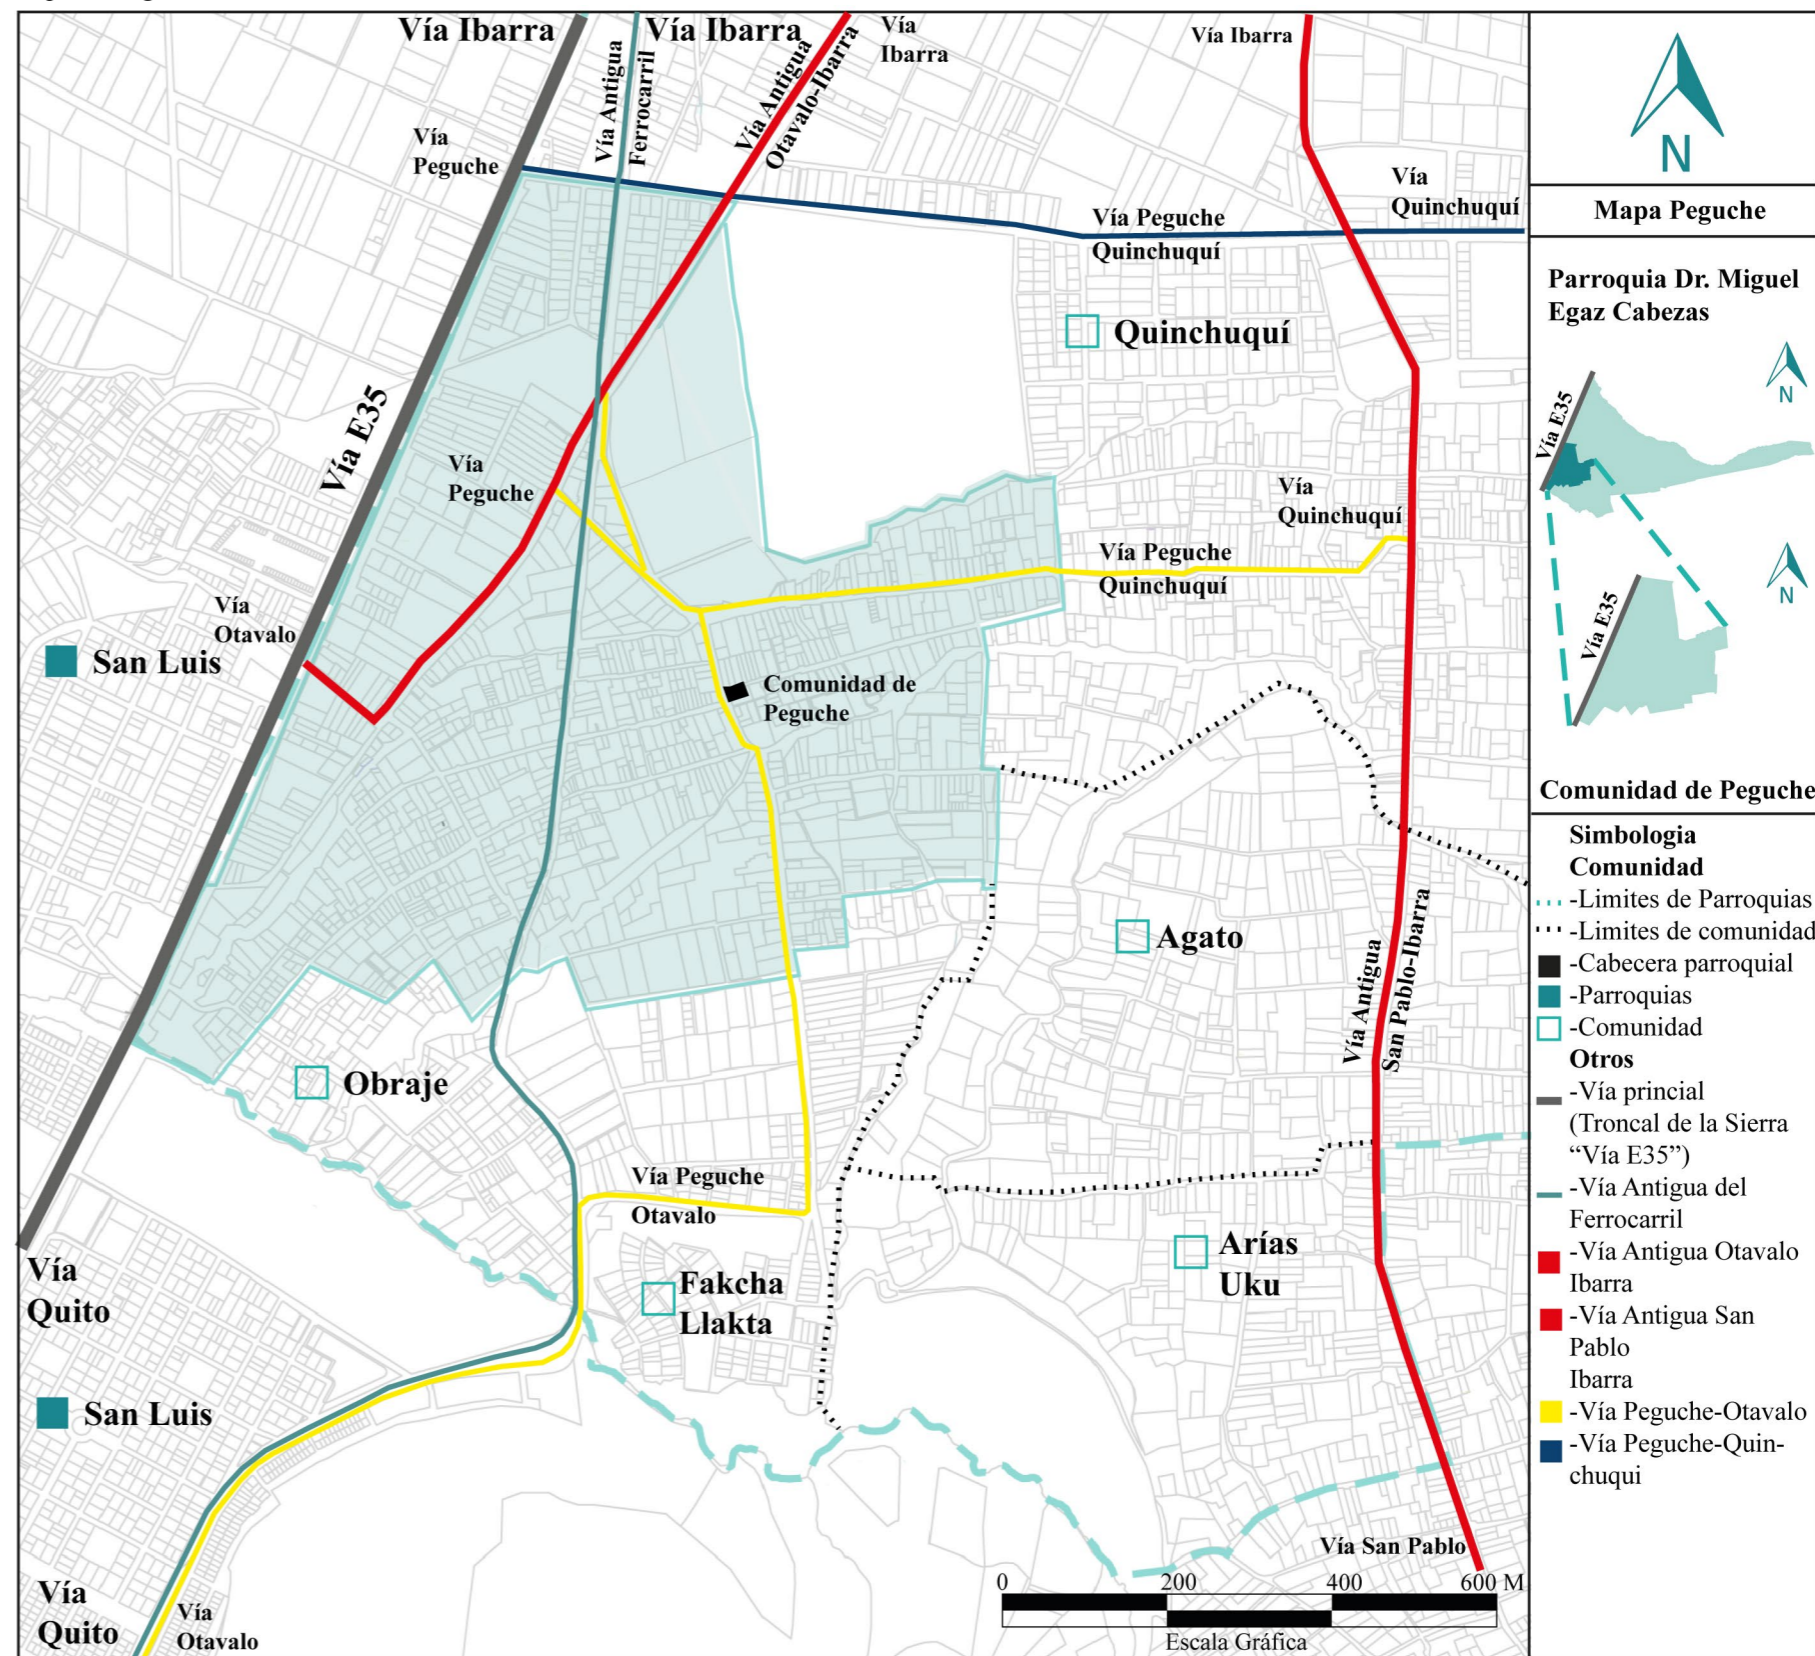 Vía Ibarra
Vía Ibarra
Vía
Ibarra
Vía Ibarra
Vía Antigua
Ferrocarril
Vía Antigua
Otavalo-Ibarra
Vía
Peguche
Vía
Quinchuquí
Vía Peguche
Quinchuquí
Quinchuquí
Vía E35
Vía
Peguche
Vía
Quinchuquí
Vía Peguche
Quinchuquí
Vía
Otavalo
San Luis
Comunidad de
Peguche
Agato
Vía Antigua
San Pablo-Ibarra
Obraje
Vía Peguche
Otavalo
Arías
Uku
Vía
Quito
Fakcha
Llakta
San Luis
Vía San Pablo
Vía
Quito
Vía
Otavalo
0 200 400 600 M
Escala Gráfica
N
Mapa Peguche
Parroquia Dr. Miguel
Egaz Cabezas
N
Vía E35
N
Vía E35
Comunidad de Peguche
Simbologia
Comunidad
-Limites de Parroquias
-Limites de comunidad
-Cabecera parroquial
-Parroquias
-Comunidad
Otros
-Vía princial
(Troncal de la Sierra
“Vía E35”)
-Vía Antigua del
Ferrocarril
-Vía Antigua Otavalo
Ibarra
-Vía Antigua San
Pablo
Ibarra
-Vía Peguche-Otavalo
-Vía Peguche-Quin-
chuqui